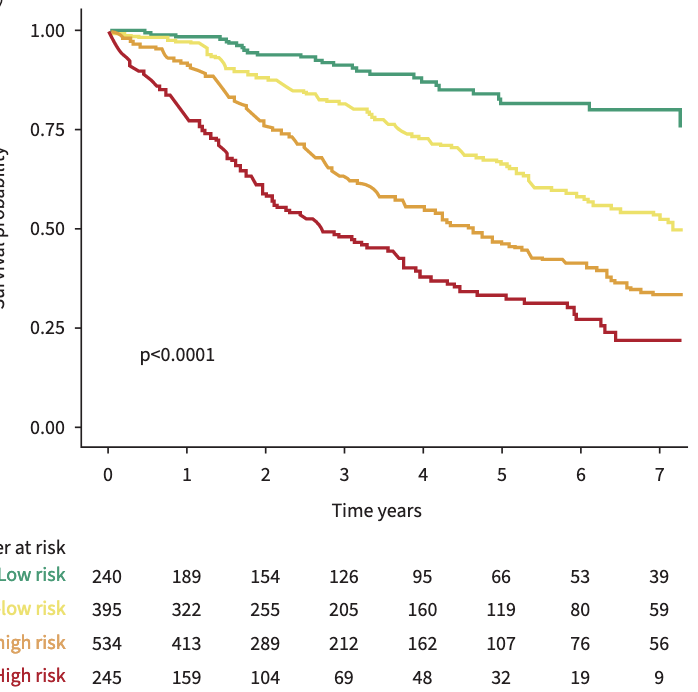 1.00
0.75
0.50
0.25
0.00
survival probability
p<0.0001
0 1 2 3 4 5 6 7
Time years
er at risk
Low risk 240 189 154 126 95 66 53 39
low risk 395 322 255 205 160 119 80 59
high risk 534 413 289 212 162 107 76 56
High risk 245 159 104 69 48 32 19 9